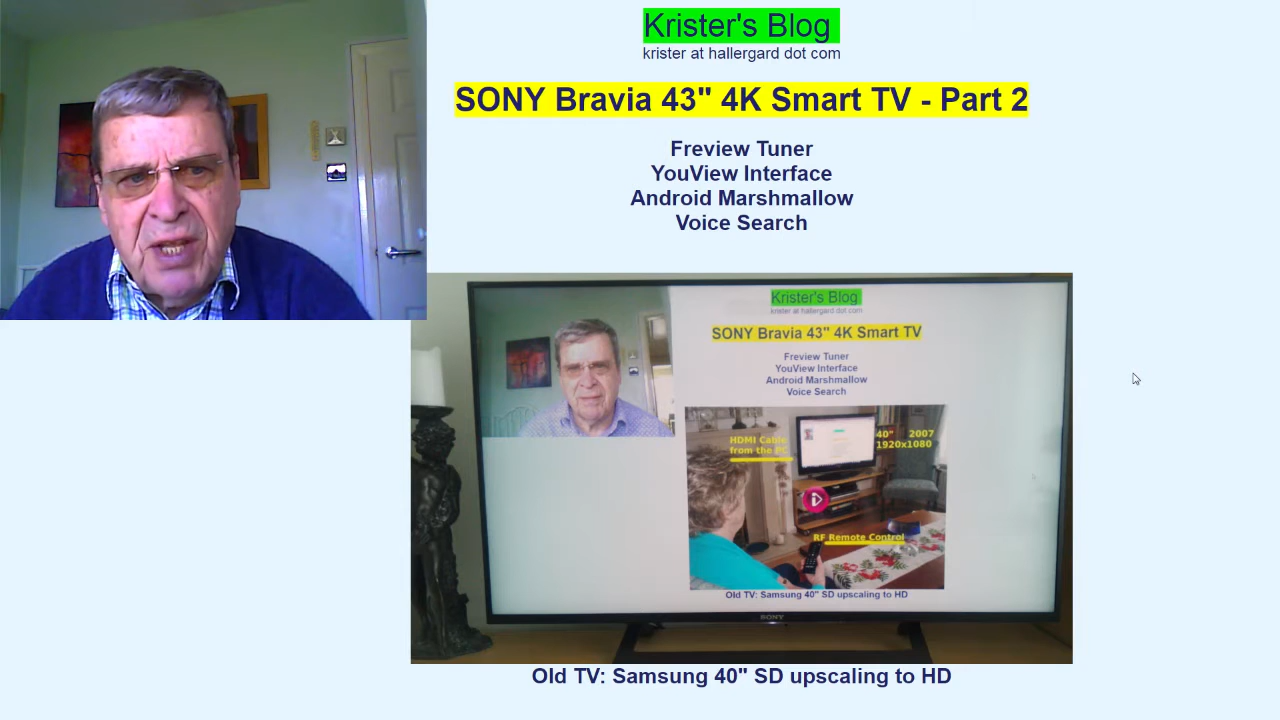 Krister's Blog
krister at hallergard dot com
SONY Bravia 43" 4K Smart TV - Part 2
Freview Tuner
YouView Interface
Android Marshmallow
Voice Search
Krister's Blog
krister at hallergard dot com
SONY Bravia 43" 4K Smart TV
Freview Tuner
YouView Interface
Android Marshmallow
Voice Search
HDMI Cable
from the PC
40" 2007
1920x1080
RF Remote Control
Old TV: Samsung 40" SD upscaling to HD
SONY
Old TV: Samsung 40" SD upscaling to HD